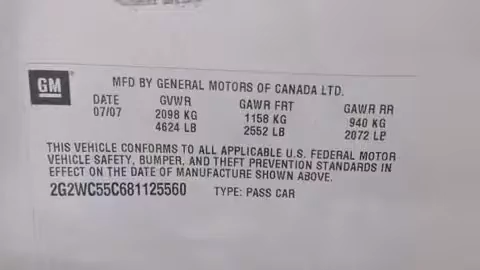 GM
MFD BY GENERAL MOTORS OF CANADA LTD.
DATE GVWR GAWR FRT GAWR RR
07/07 2098 KG 1158 KG 940 KG
4624 LB 2552 LB 2072 LB
THIS VEHICLE CONFORMS TO ALL APPLICABLE U.S. FEDERAL MOTOR
VEHICLE SAFETY, BUMPER, AND THEFT PREVENTION STANDARDS IN
EFFECT ON THE DATE OF MANUFACTURE SHOWN ABOVE.
2G2WC55C681125560 TYPE: PASS CAR